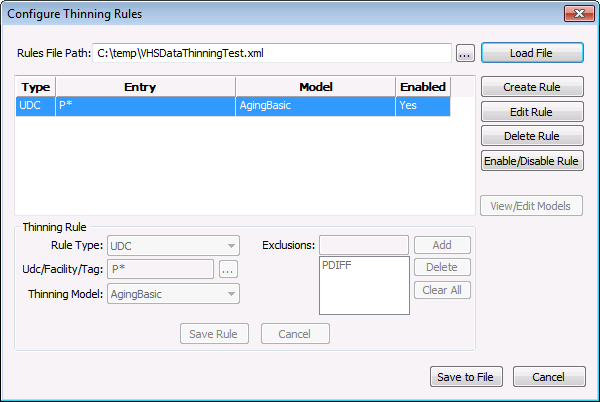 Configure Thinning Rules
Rules File Path: C:\temp\VHSDataThinningTest.xml ... Load File
Type Entry Model Enabled
UDC P* AgingBasic Yes
Create Rule
Edit Rule
Delete Rule
Enable/Disable Rule
View/Edit Models
Thinning Rule
Rule Type: UDC Exclusions: Add
Udc/Facility/Tag: P* ... PDIFF Delete
Thinning Model: AgingBasic Clear All
Save Rule Cancel
Save to File Cancel